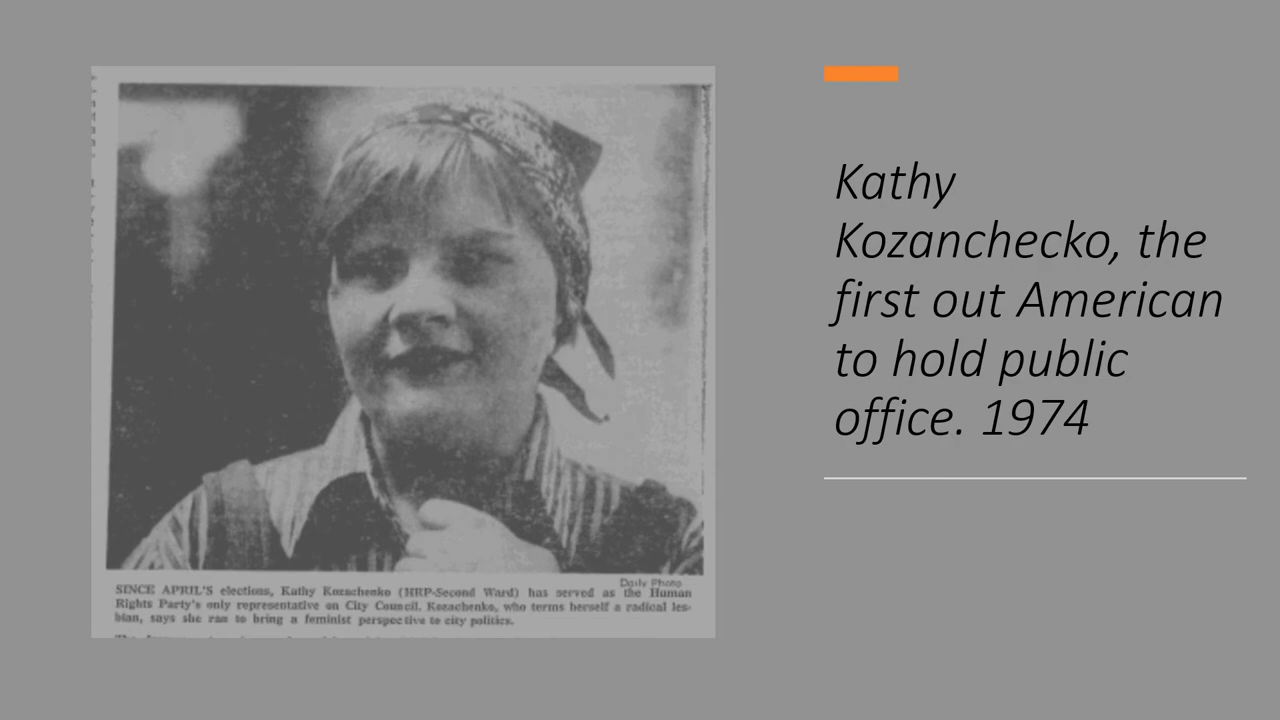 Kathy
Kozanchecko, the
first out American
to hold public
office. 1974
Daily Photo
SINCE APRIL'S elections, Kathy Kozachenko (HRP-Second Ward) has served as the Human
Rights Party's only representative on City Council. Kozachenko, who terms herself a radical les-
bian, says she ran to bring a feminist perspective to city politics.